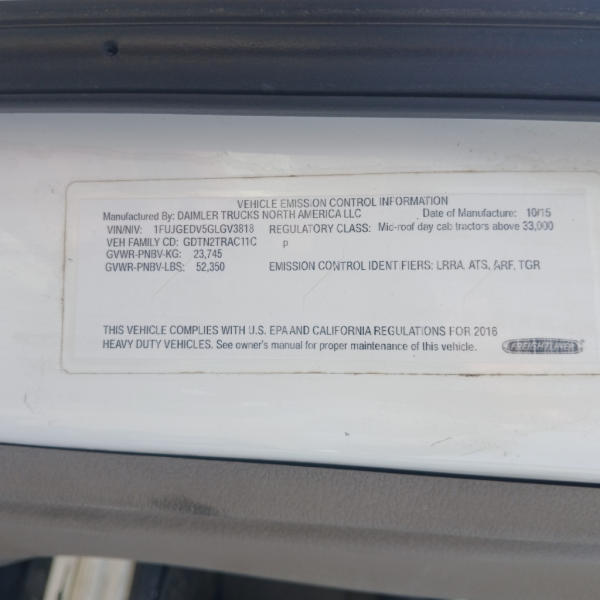 VEHICLE EMISSION CONTROL INFORMATION
Manufactured By: DAIMLER TRUCKS NORTH AMERICA LLC Date of Manufacture: 10/15
VIN/NIV: 1FUJGEDV5GLGV3818 REGULATORY CLASS: Mid-roof day cab tractors above 33,000
VEH FAMILY CD: GDTN2TRAC11C p
GVWR-PNBV-KG: 23,745
GVWR-PNBV-LBS: 52,350 EMISSION CONTROL IDENTIFIERS: LRRA, ATS, ARF, TGR
THIS VEHICLE COMPLIES WITH U.S. EPA AND CALIFORNIA REGULATIONS FOR 2016
HEAVY DUTY VEHICLES. See owner's manual for proper maintenance of this vehicle. FREIGHTLINER